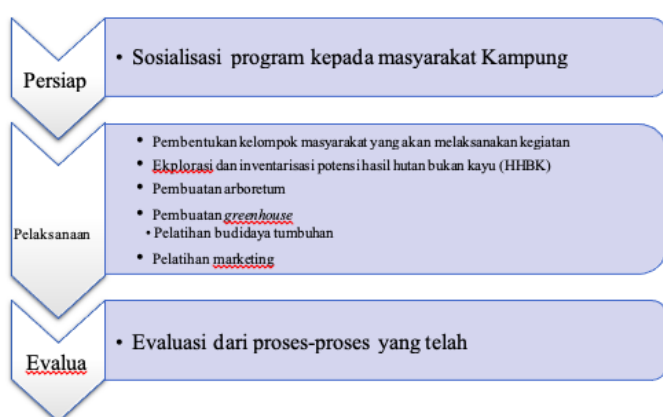 Persiap
• Sosialisasi program kepada masyarakat Kampung
Pelaksanaan
• Pembentukan kelompok masyarakat yang akan melaksanakan kegiatan
• Ekplorasi dan inventarisasi potensi hasil hutan bukan kayu (HHBK)
• Pembuatan arboretum
• Pembuatan greenhouse
• Pelatihan budidaya tumbuhan
• Pelatihan marketing
Evalua
• Evaluasi dari proses-proses yang telah